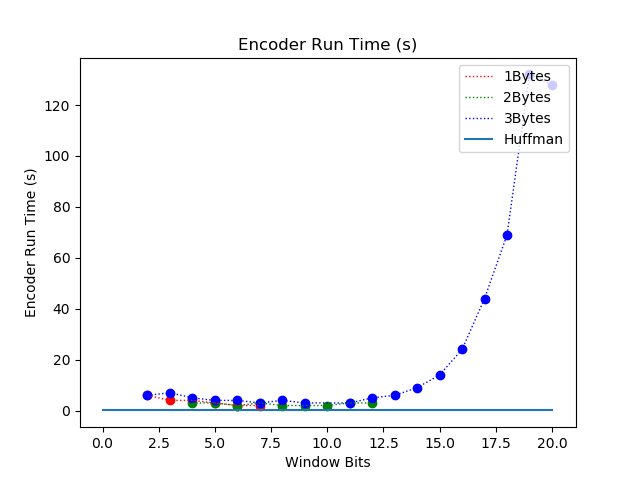 Encoder Run Time (s)
1Bytes
2Bytes
3Bytes
Huffman
Encoder Run Time (s)
120
100
80
60
40
20
0
0.0 2.5 5.0 7.5 10.0 12.5 15.0 17.5 20.0
Window Bits